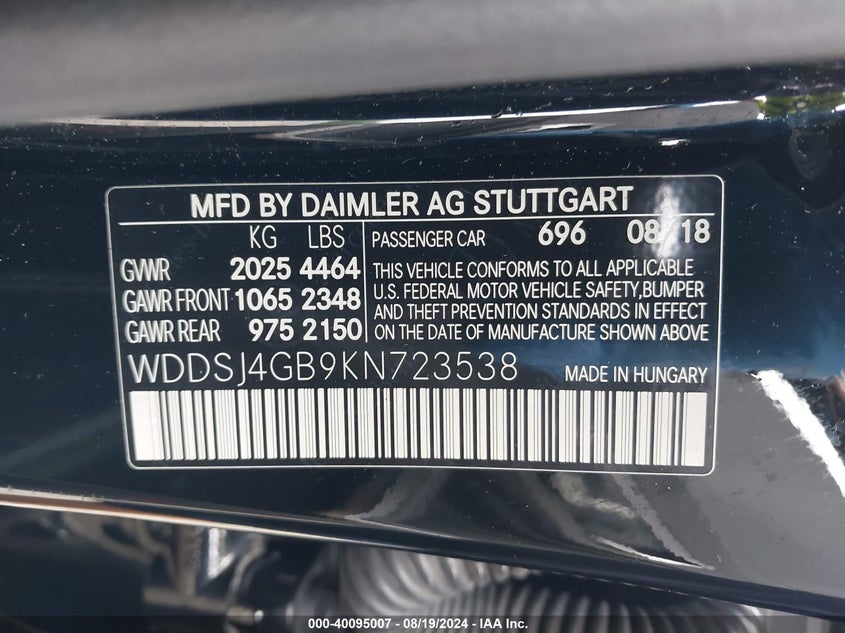 MFD BY DAIMLER AG STUTTGART
KG LBS
GVWR 2025 4464
GAWR FRONT 1065 2348
GAWR REAR 975 2150
PASSENGER CAR 696 08/18
THIS VEHICLE CONFORMS TO ALL APPLICABLE
U.S. FEDERAL MOTOR VEHICLE SAFETY,BUMPER
AND THEFT PREVENTION STANDARDS IN EFFECT
ON THE DATE OF MANUFACTURE SHOWN ABOVE
WDDSJ4GB9KN723538 MADE IN HUNGARY
000-40095007 - 08/19/2024 - IAA Inc.